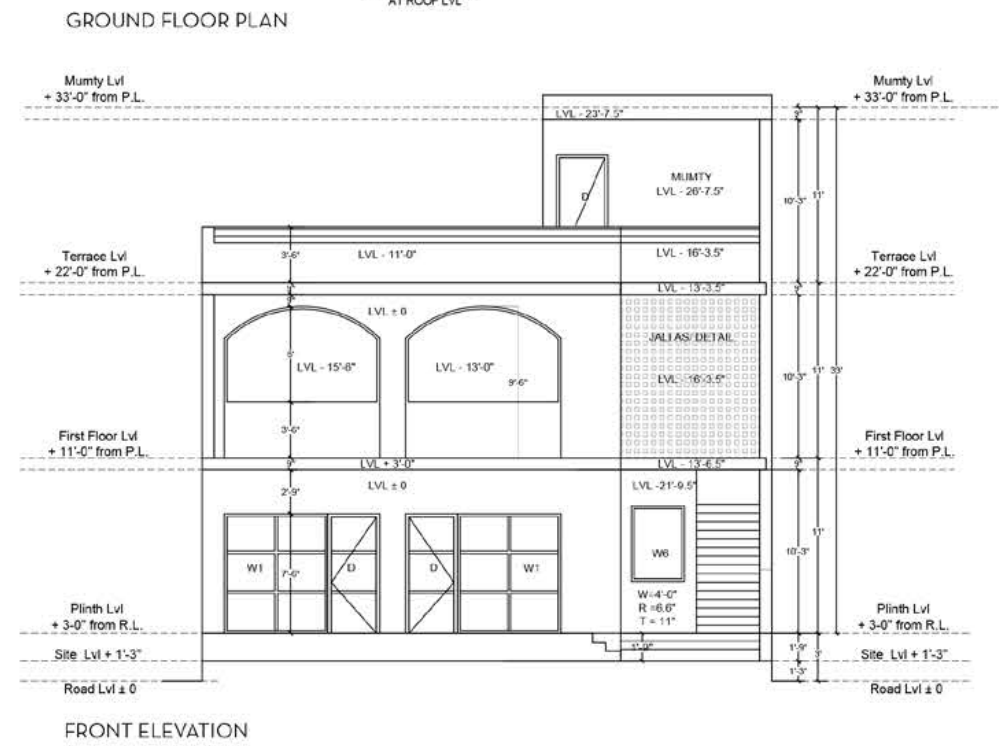 AT ROOF LVL
GROUND FLOOR PLAN
Mumty Lvl
+ 33'-0" from P.L.
Mumty Lvl
+ 33'-0" from P.L.
LVL - 23'-7.5"
MUMTY
LVL - 26'-7.5"
D
10'-3"
11'
Terrace Lvl
+ 22'-0" from P.L.
3'-6"
LVL - 11'-0"
LVL - 16'-3.5"
Terrace Lvl
+ 22'-0" from P.L.
LVL - 13'-3.5"
LVL ± 0
JALI AS/DETAIL
LVL - 15'-6"
LVL - 13'-0"
9'-6"
LVL - 16'-3.5"
10'-3"
11'
33'
3'-6"
First Floor Lvl
+ 11'-0" from P.L.
First Floor Lvl
+ 11'-0" from P.L.
LVL + 3'-0"
LVL - 13'-6.5"
2'-9"
LVL ± 0
LVL -21'-9.5"
W1
7'-6"
D
D
W1
W6
10'-3"
11'
W=4'-0"
R =6.6"
T = 11"
Plinth Lvl
+ 3-0" from R.L.
Plinth Lvl
+ 3-0" from R.L.
Site Lvl + 1'-3"
1'-9"
3'
Site Lvl + 1'-3"
1'-3"
Road Lvl ± 0
Road Lvl ± 0
FRONT ELEVATION